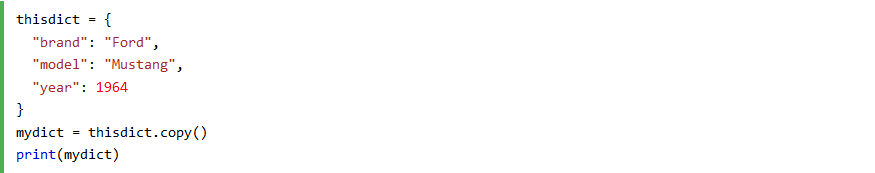 thisdict = {
  "brand": "Ford",
  "model": "Mustang",
  "year": 1964
}
mydict = thisdict.copy()
print(mydict)